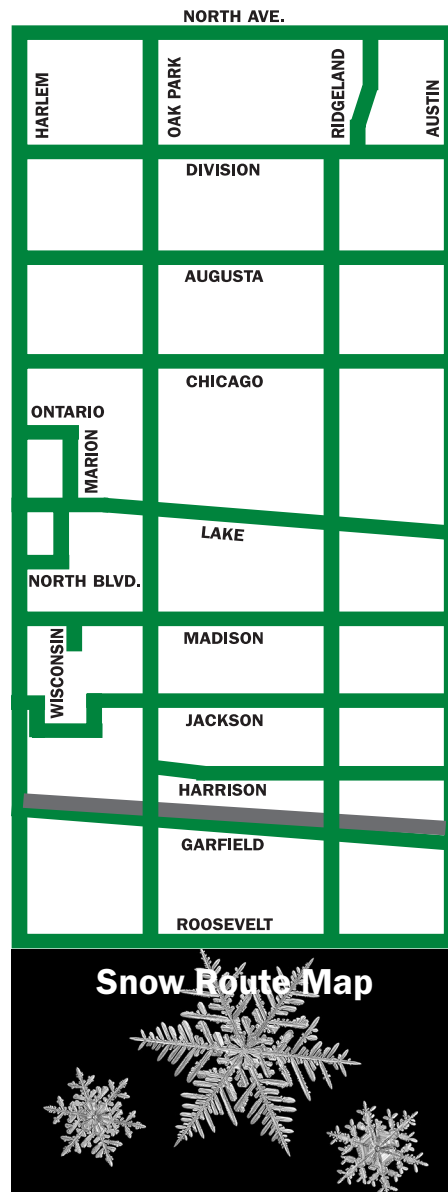 NORTH AVE.
HARLEM
OAK PARK
RIDGELAND
AUSTIN
DIVISION
AUGUSTA
CHICAGO
ONTARIO
MARION
LAKE
NORTH BLVD.
MADISON
WISCONSIN
JACKSON
HARRISON
GARFIELD
ROOSEVELT
Snow Route Map